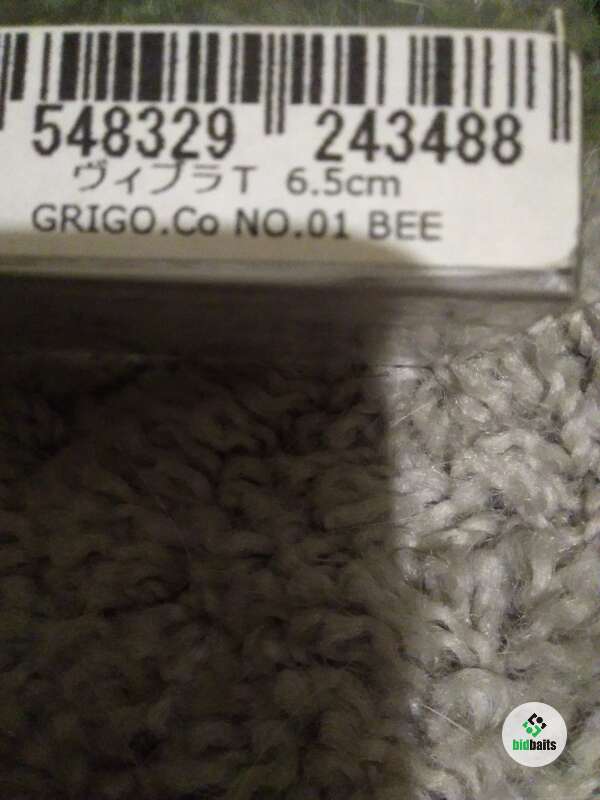 548329 243488
ヴィブラT 6.5cm
GRIGO.Co NO.01 BEE
bidbaits